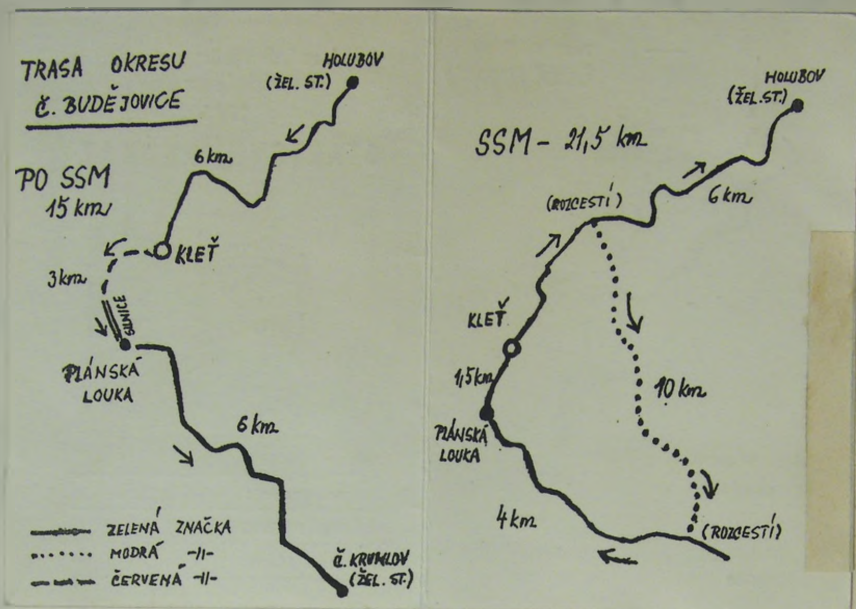 TRASA OKRESU
Č. BUDĚJOVICE
HOLUBOV
(ŽEL. ST.)
6 km
PO SSM
15 km
KLEŤ
3 km
SILNICE
PLÁNSKÁ
LOUKA
6 km
ZELENÁ ZNAČKA
MODRÁ -11-
ČERVENÁ -11-
Č. KRUMLOV
(ŽEL. ST.)
HOLUBOV
(ŽEL. ST.)
SSM - 21,5 km
(ROZCESTÍ)
6 km
KLEŤ
1,5 km
10 km
PLÁNSKÁ
LOUKA
4 km
(ROZCESTÍ)